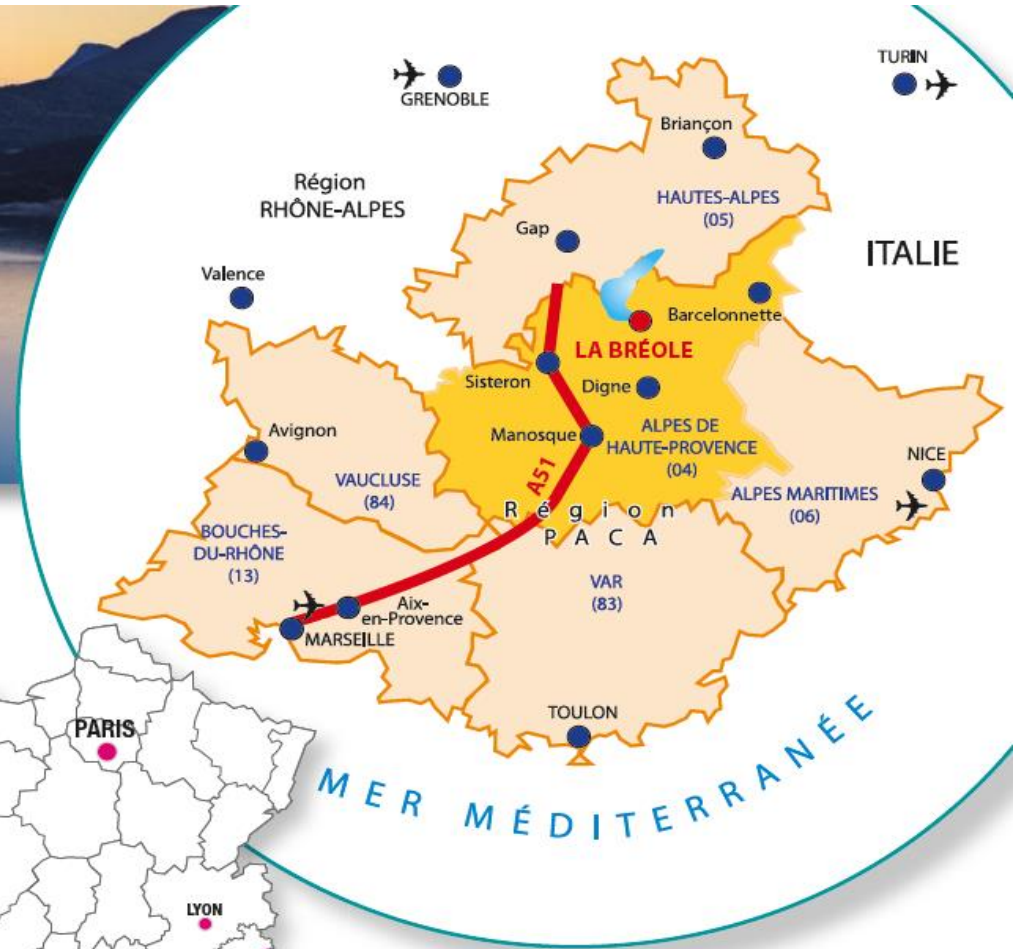 TURIN
GRENOBLE
Briançon
Région
RHÔNE-ALPES
HAUTES-ALPES
(05)
Gap
ITALIE
Valence
Barcelonnette
LA BRÉOLE
Sisteron
Digne
Avignon
Manosque
ALPES DE
HAUTE-PROVENCE
(04)
NICE
VAUCLUSE
(84)
A51
ALPES MARITIMES
(06)
Région
PACA
BOUCHES-
DU-RHÔNE
(13)
VAR
(83)
Aix-
en-Provence
MARSEILLE
TOULON
PARIS
MER MÉDITERRANÉE
LYON